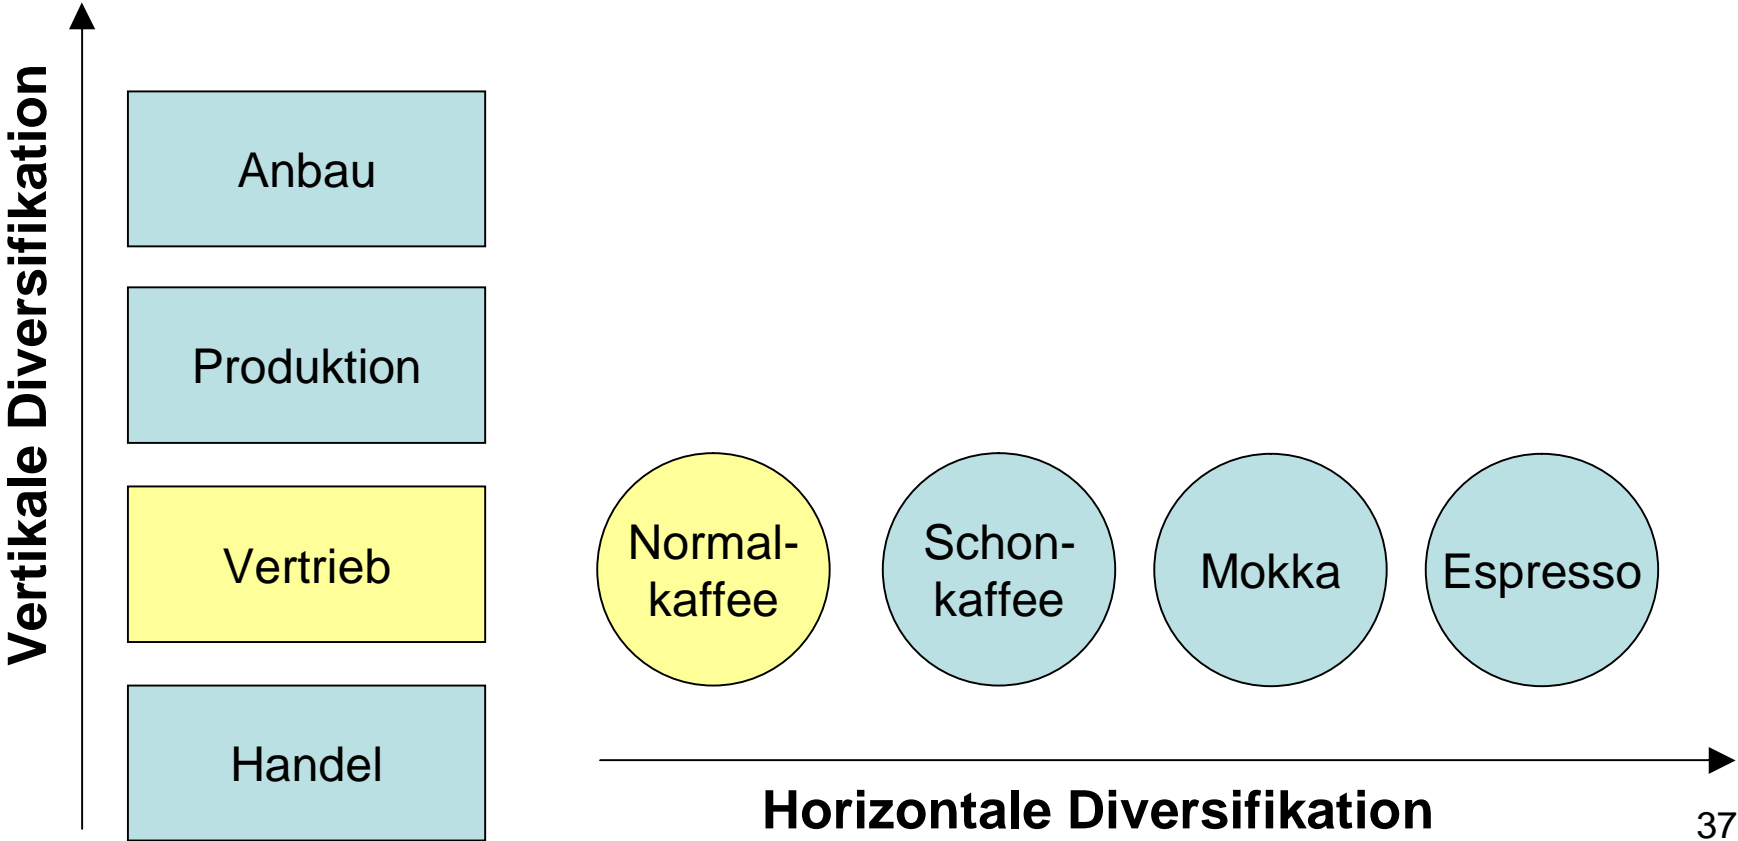 Vertikale Diversifikation
Anbau
Produktion
Vertrieb
Handel
Normal-
kaffee
Schon-
kaffee
Mokka
Espresso
Horizontale Diversifikation
37